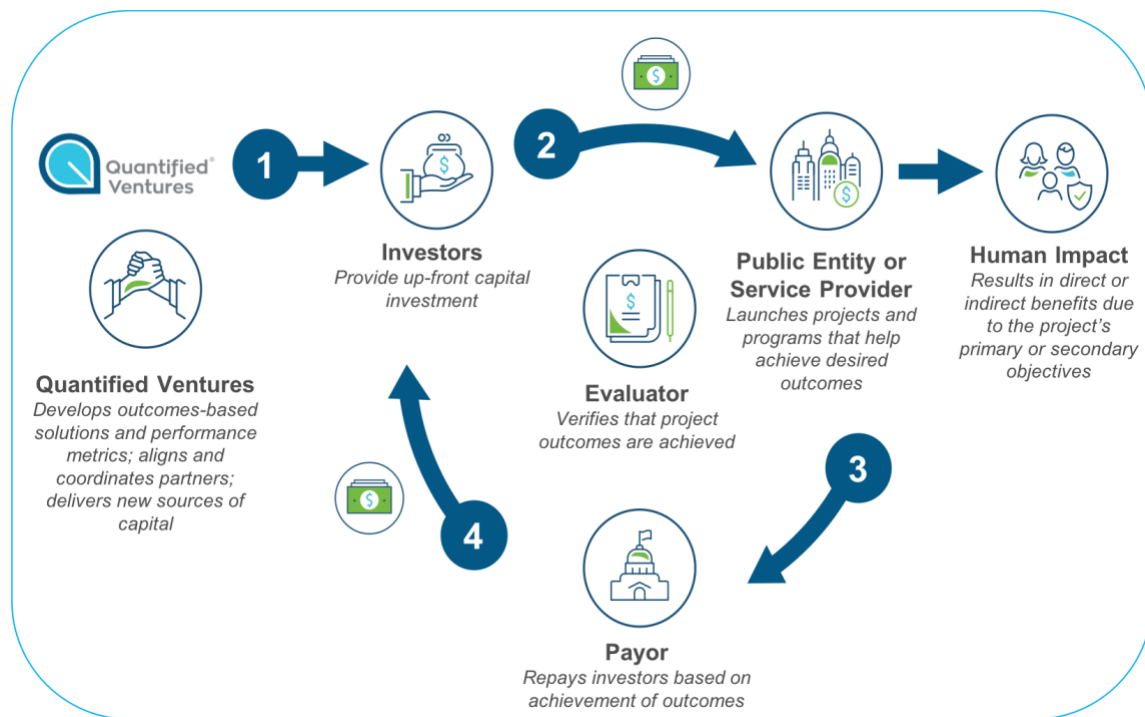 Quantified®
Ventures
1
2
$
$
$
Investors
Provide up-front capital
investment
Public Entity or
Service Provider
Launches projects and
programs that help
achieve desired
outcomes
Human Impact
Results in direct or
indirect benefits due
to the project's
primary or secondary
objectives
$
Evaluator
Verifies that project
outcomes are achieved
Quantified Ventures
Develops outcomes-based
solutions and performance
metrics; aligns and
coordinates partners;
delivers new sources of
capital
3
$
4
Payor
Repays investors based on
achievement of outcomes